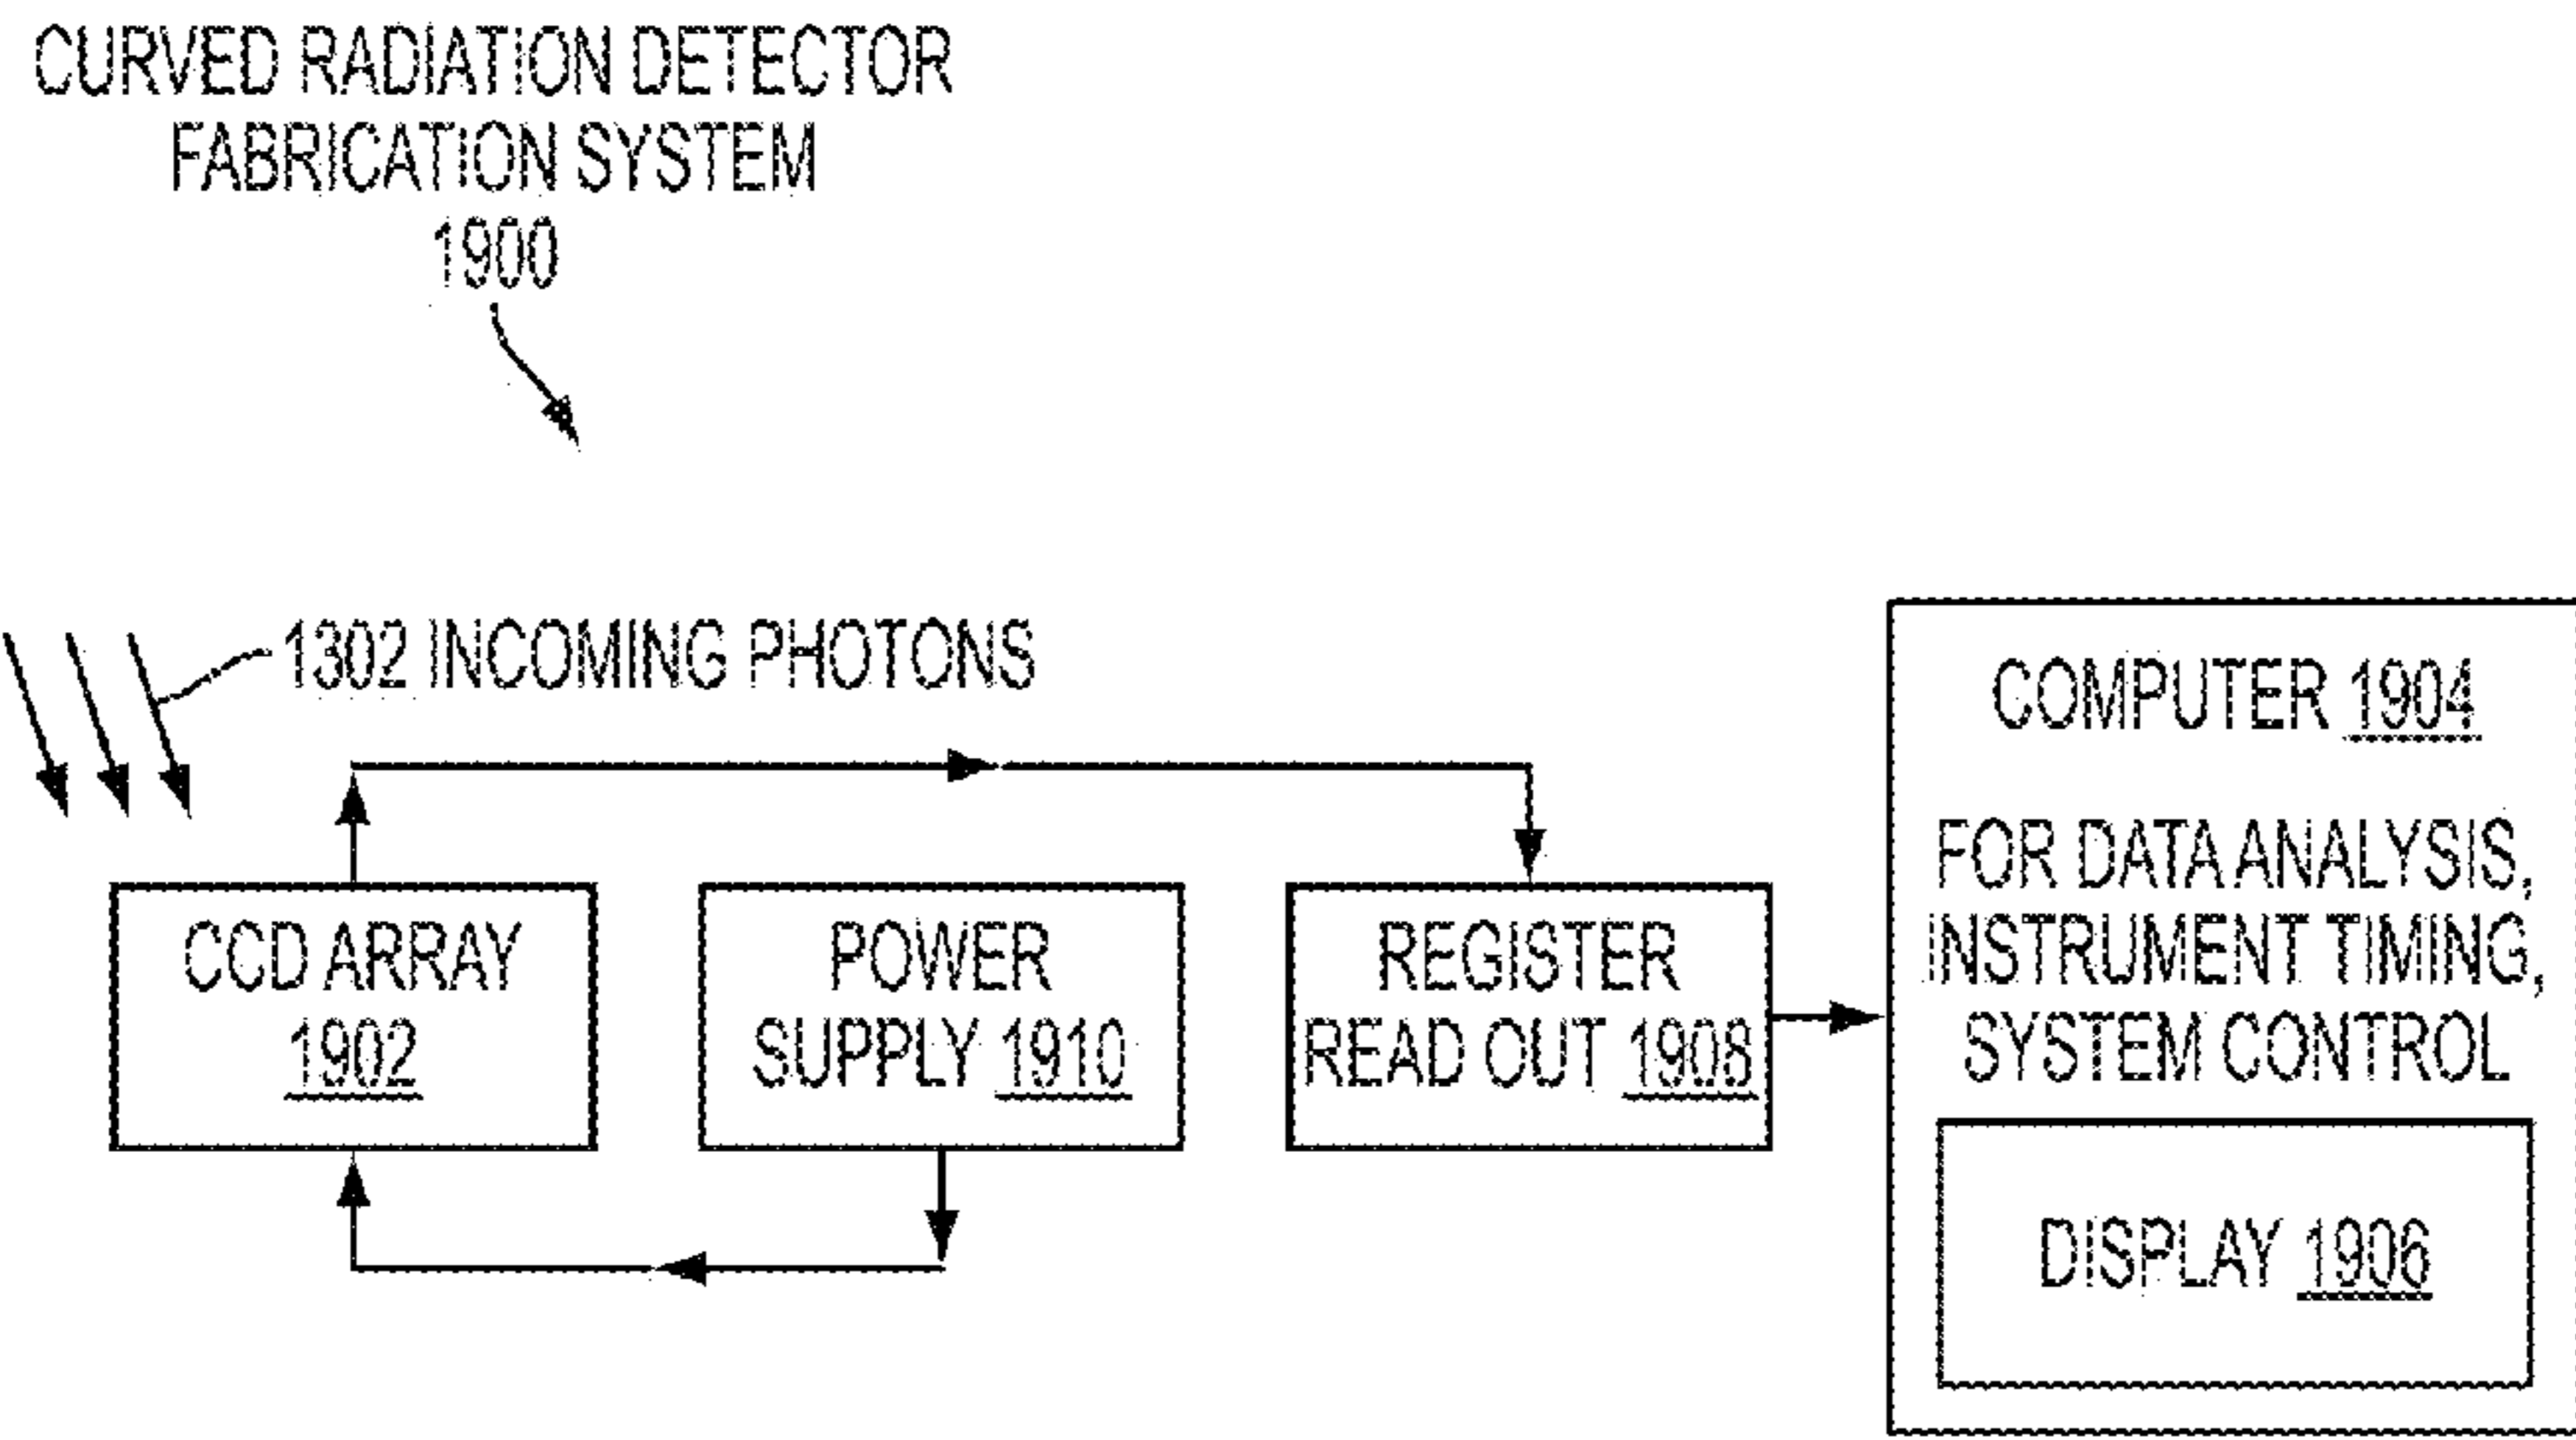 CURVED RADIATION DETECTOR
FABRICATION SYSTEM
1900
1302 INCOMING PHOTONS
CCD ARRAY
1902
POWER
SUPPLY 1910
REGISTER
READ OUT 1908
COMPUTER 1904
FOR DATA ANALYSIS,
INSTRUMENT TIMING,
SYSTEM CONTROL
DISPLAY 1906